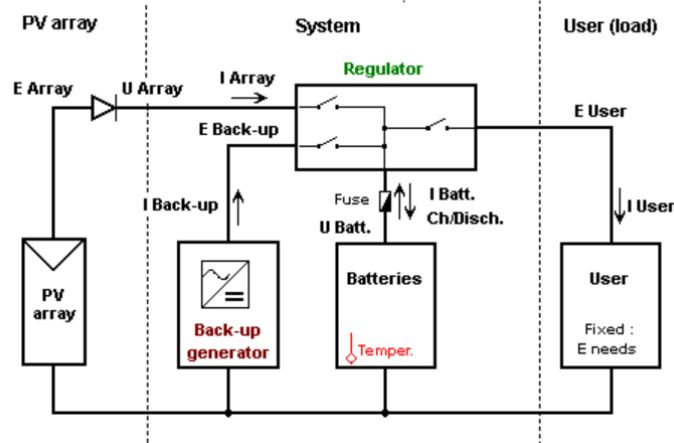 PV array
System
User (load)
I Array
Regulator
E Array
U Array
E User
E Back-up
I Back-up
Fuse
I Batt.
Ch/Disch.
U Batt.
I User
PV
array
Back-up
generator
Batteries
Temper.
User
Fixed :
E needs